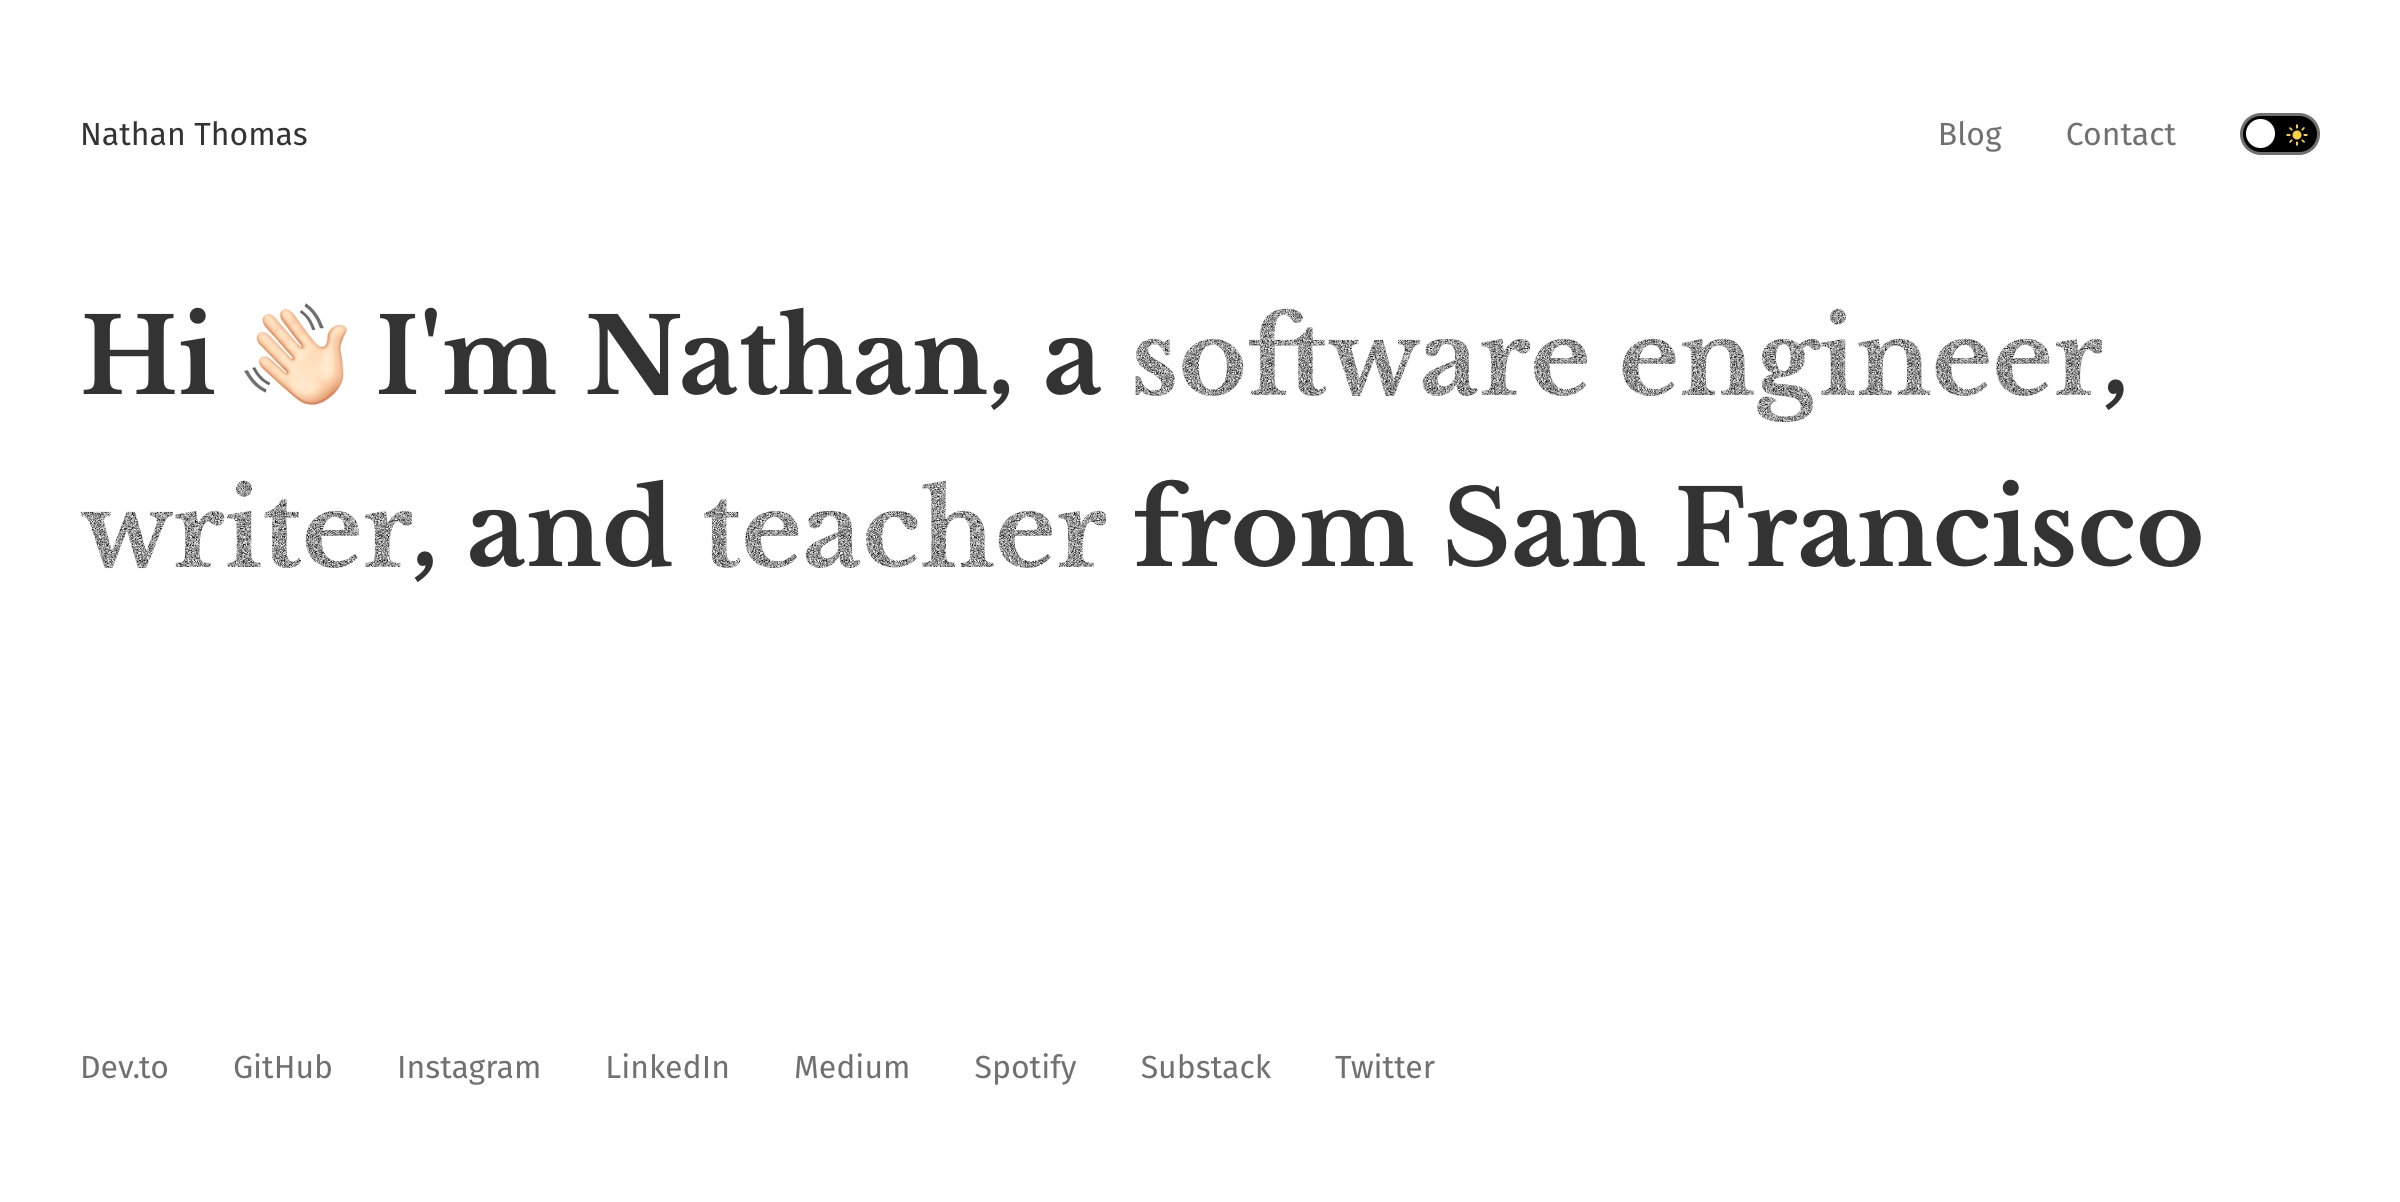 Nathan Thomas
Blog
Contact
Hi 👋🏻 I'm Nathan, a software engineer,
writer, and teacher from San Francisco
Dev.to GitHub Instagram LinkedIn Medium Spotify Substack Twitter